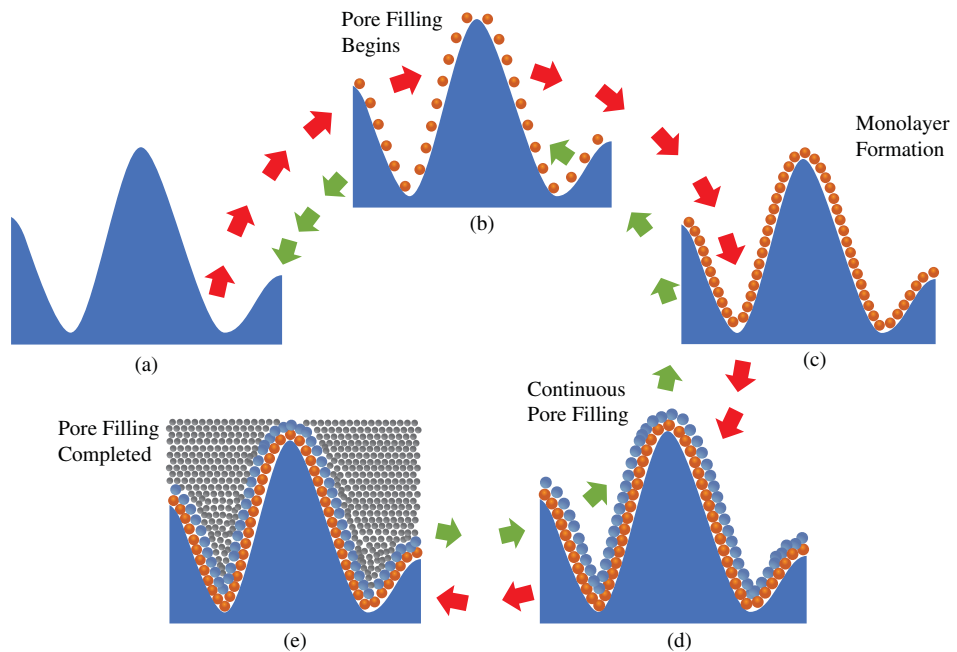 Pore Filling
Begins
(b)
Monolayer
Formation
(a)
(c)
Pore Filling
Completed
Continuous
Pore Filling
(e)
(d)